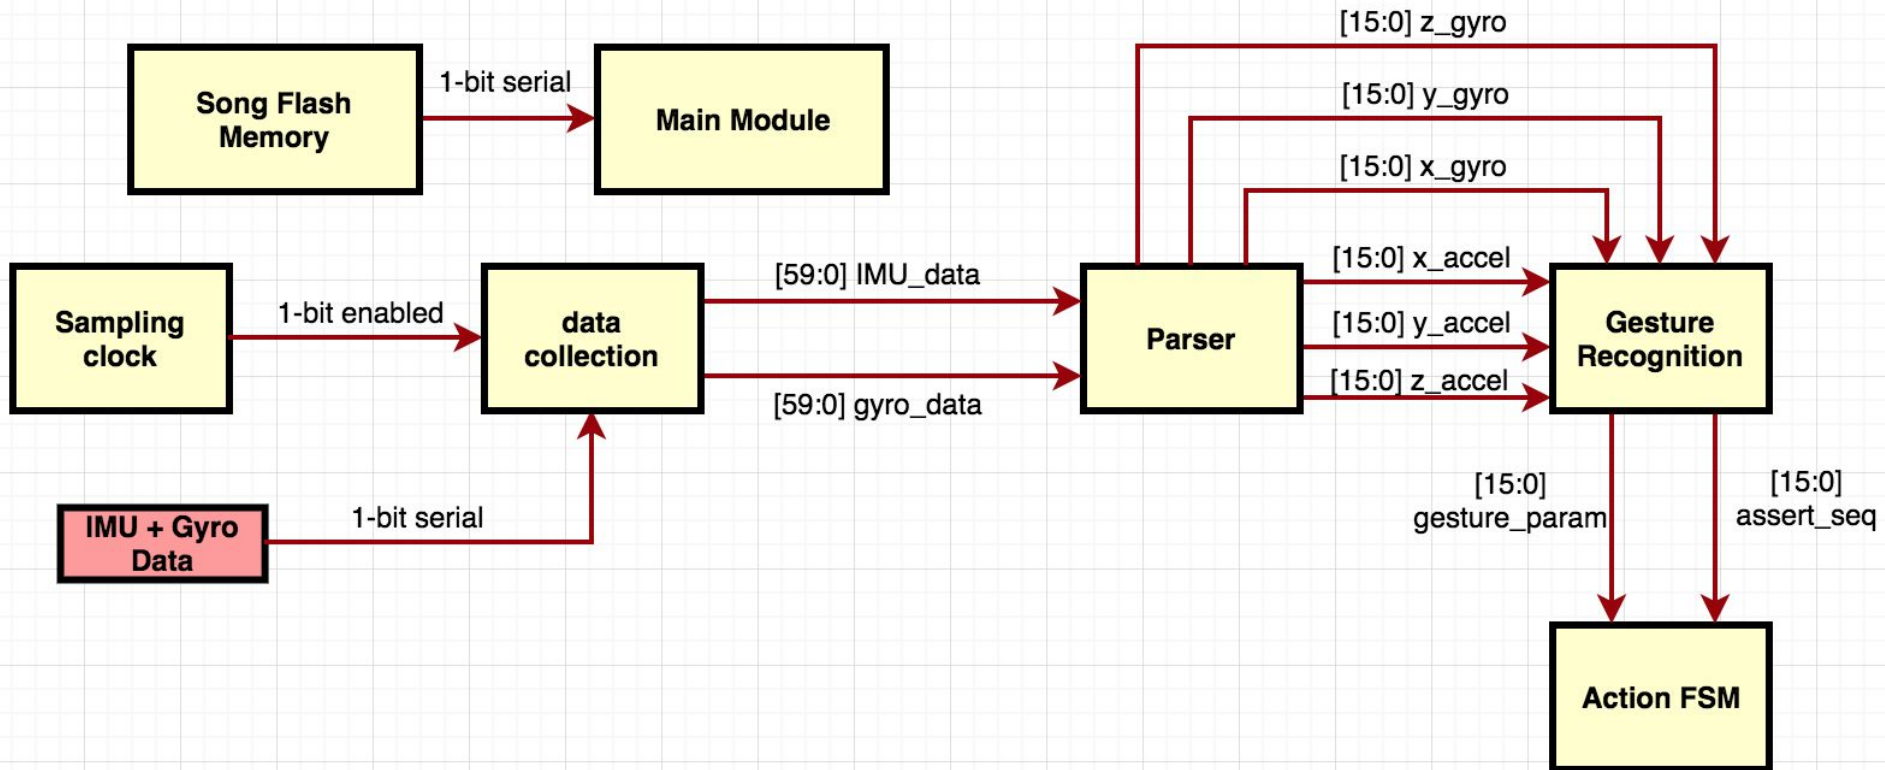 [15:0] z_gyro
1-bit serial
Song Flash
Memory
Main Module
[15:0] y_gyro
[15:0] x_gyro
Sampling
clock
1-bit enabled
data
collection
[59:0] IMU_data
[59:0] gyro_data
Parser
[15:0] x_accel
[15:0] y_accel
[15:0] z_accel
Gesture
Recognition
IMU + Gyro
Data
1-bit serial
[15:0]
gesture_param
[15:0]
assert_seq
Action FSM